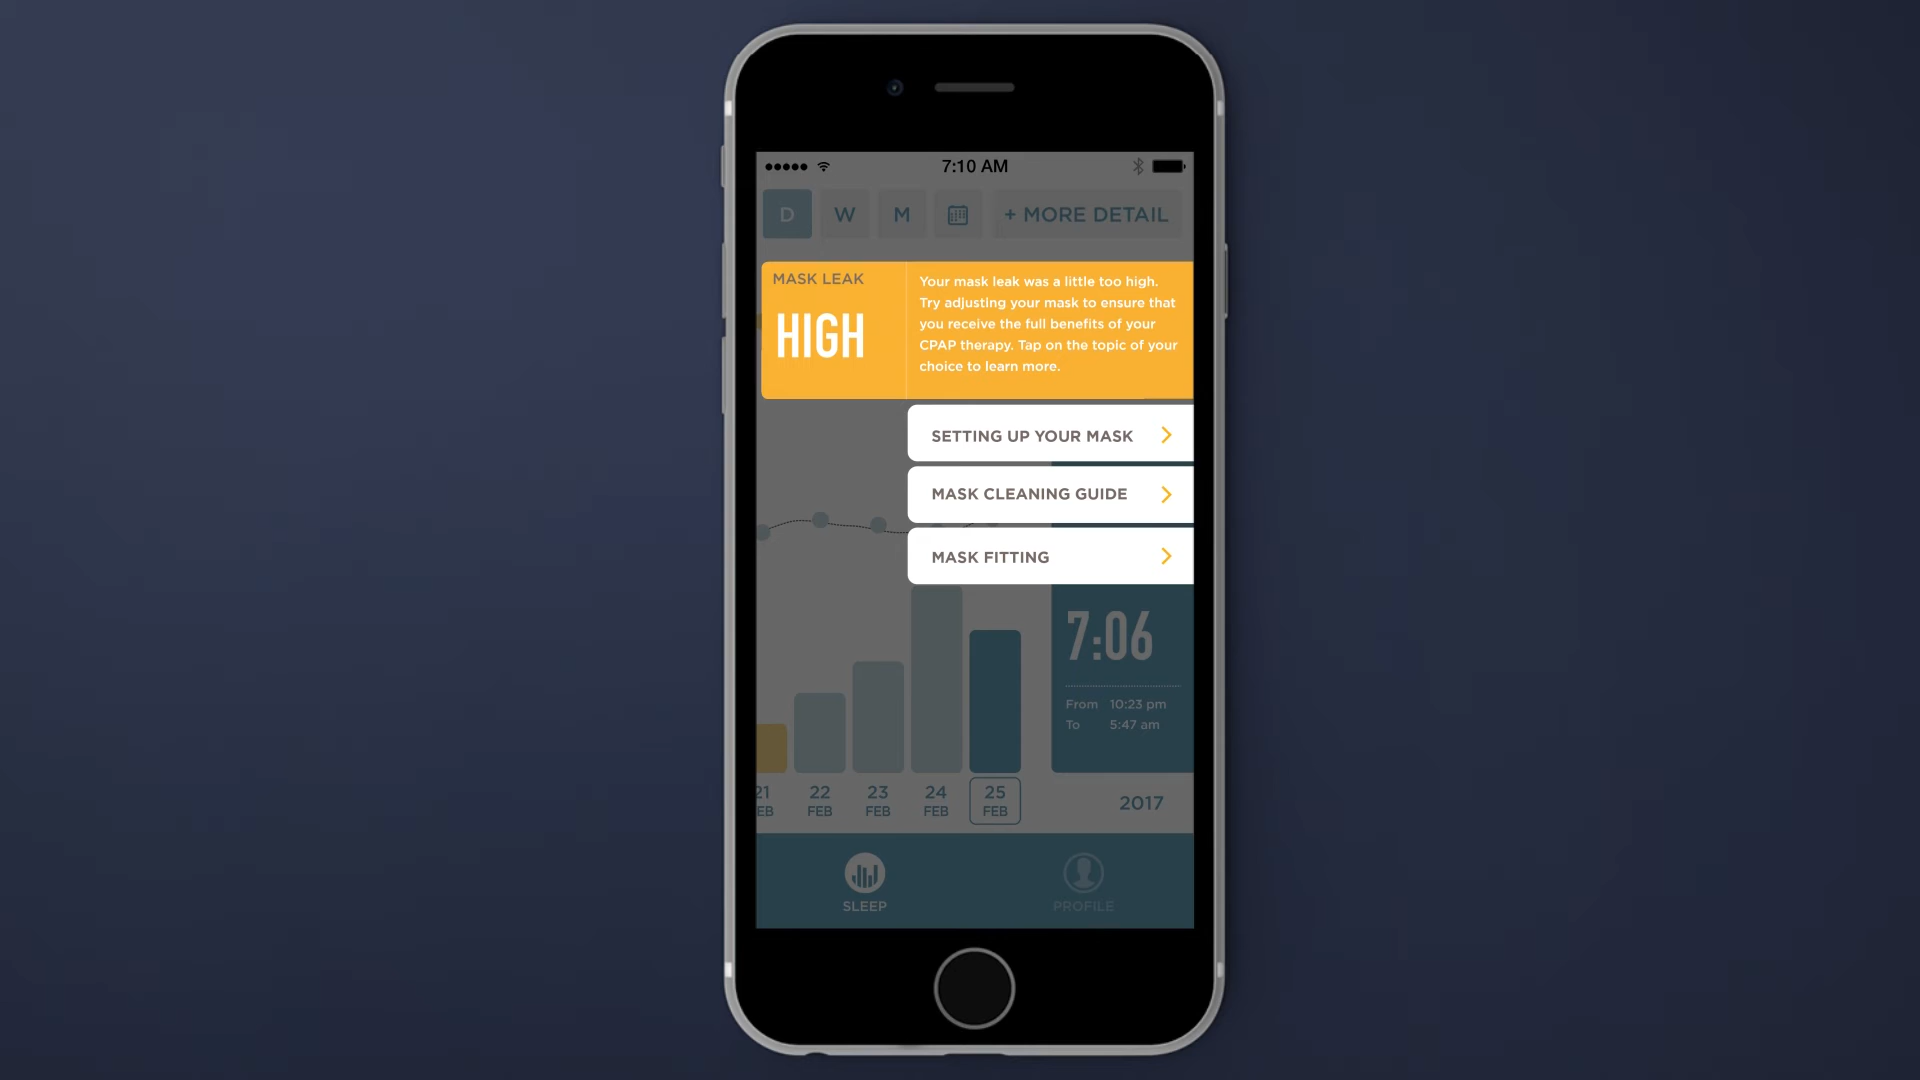 7:10 AM
D W M + MORE DETAIL
MASK LEAK
HIGH
Your mask leak was a little too high.
Try adjusting your mask to ensure that
you receive the full benefits of your
CPAP therapy. Tap on the topic of your
choice to learn more.
SETTING UP YOUR MASK
MASK CLEANING GUIDE
MASK FITTING
7:06
From 10:23 pm
To 5:47 am
21 22 23 24 25
EB FEB FEB FEB FEB
2017
SLEEP PROFILE